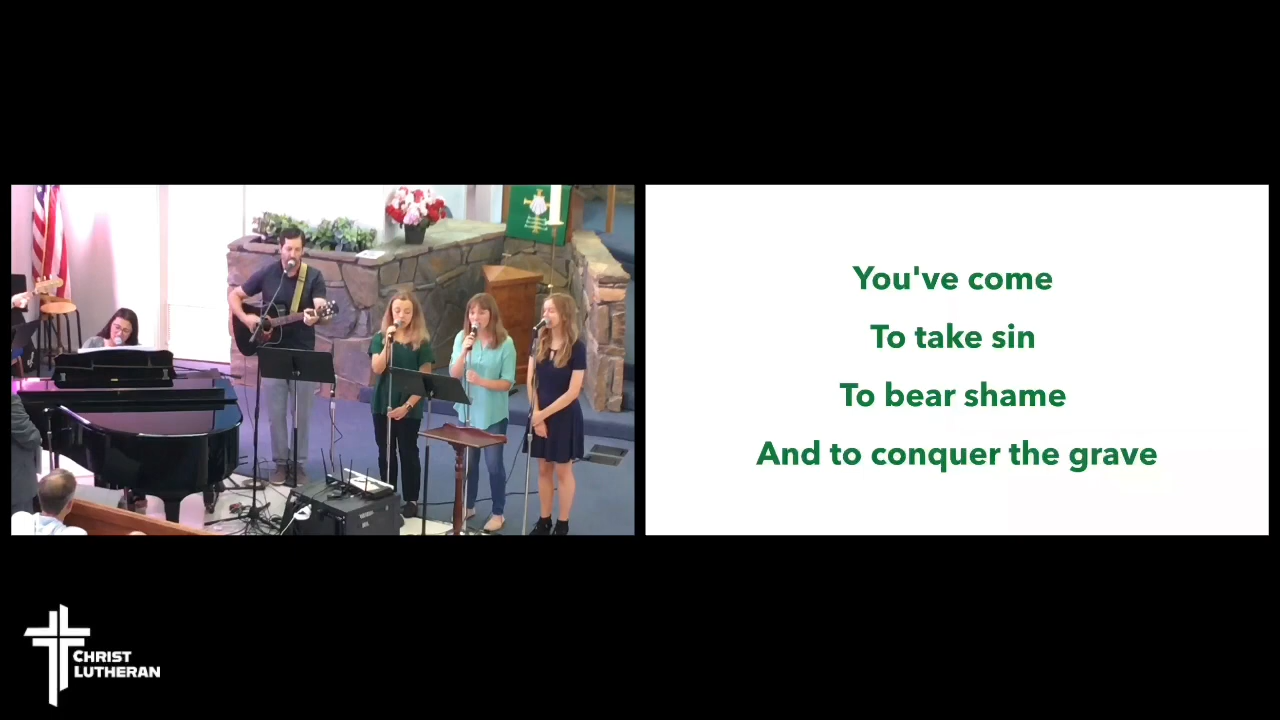 You've come
To take sin
To bear shame
And to conquer the grave
CHRIST
LUTHERAN